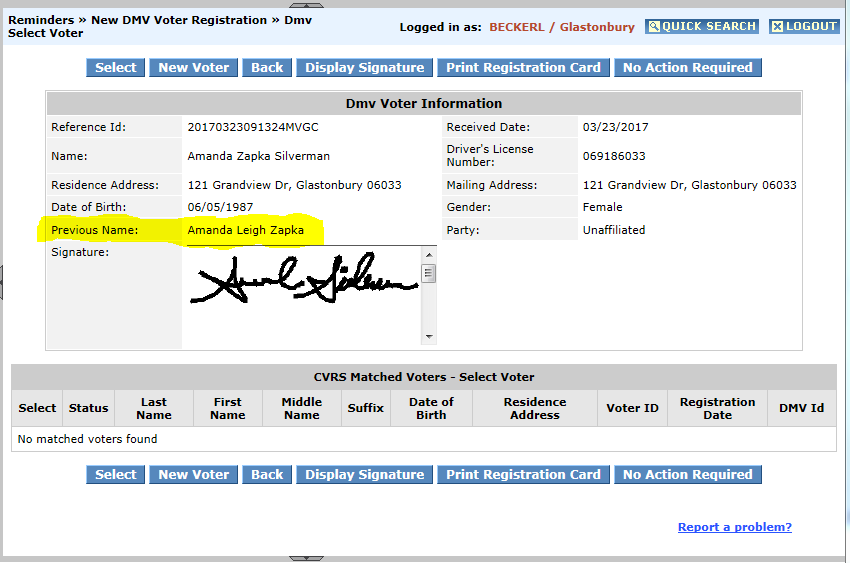 Reminders » New DMV Voter Registration » Dmv Select Voter
Logged in as: BECKERL / Glastonbury QUICK SEARCH LOGOUT
Select New Voter Back Display Signature Print Registration Card No Action Required
Dmv Voter Information
Reference Id: 20170323091324MVGC Received Date: 03/23/2017
Name: Amanda Zapka Silverman Driver's License Number: 069186033
Residence Address: 121 Grandview Dr, Glastonbury 06033 Mailing Address: 121 Grandview Dr, Glastonbury 06033
Date of Birth: 06/05/1987 Gender: Female
Previous Name: Amanda Leigh Zapka Party: Unaffiliated
Signature:
CVRS Matched Voters - Select Voter
Select Status Last Name First Name Middle Name Suffix Date of Birth Residence Address Voter ID Registration Date DMV Id
No matched voters found
Select New Voter Back Display Signature Print Registration Card No Action Required
Report a problem?